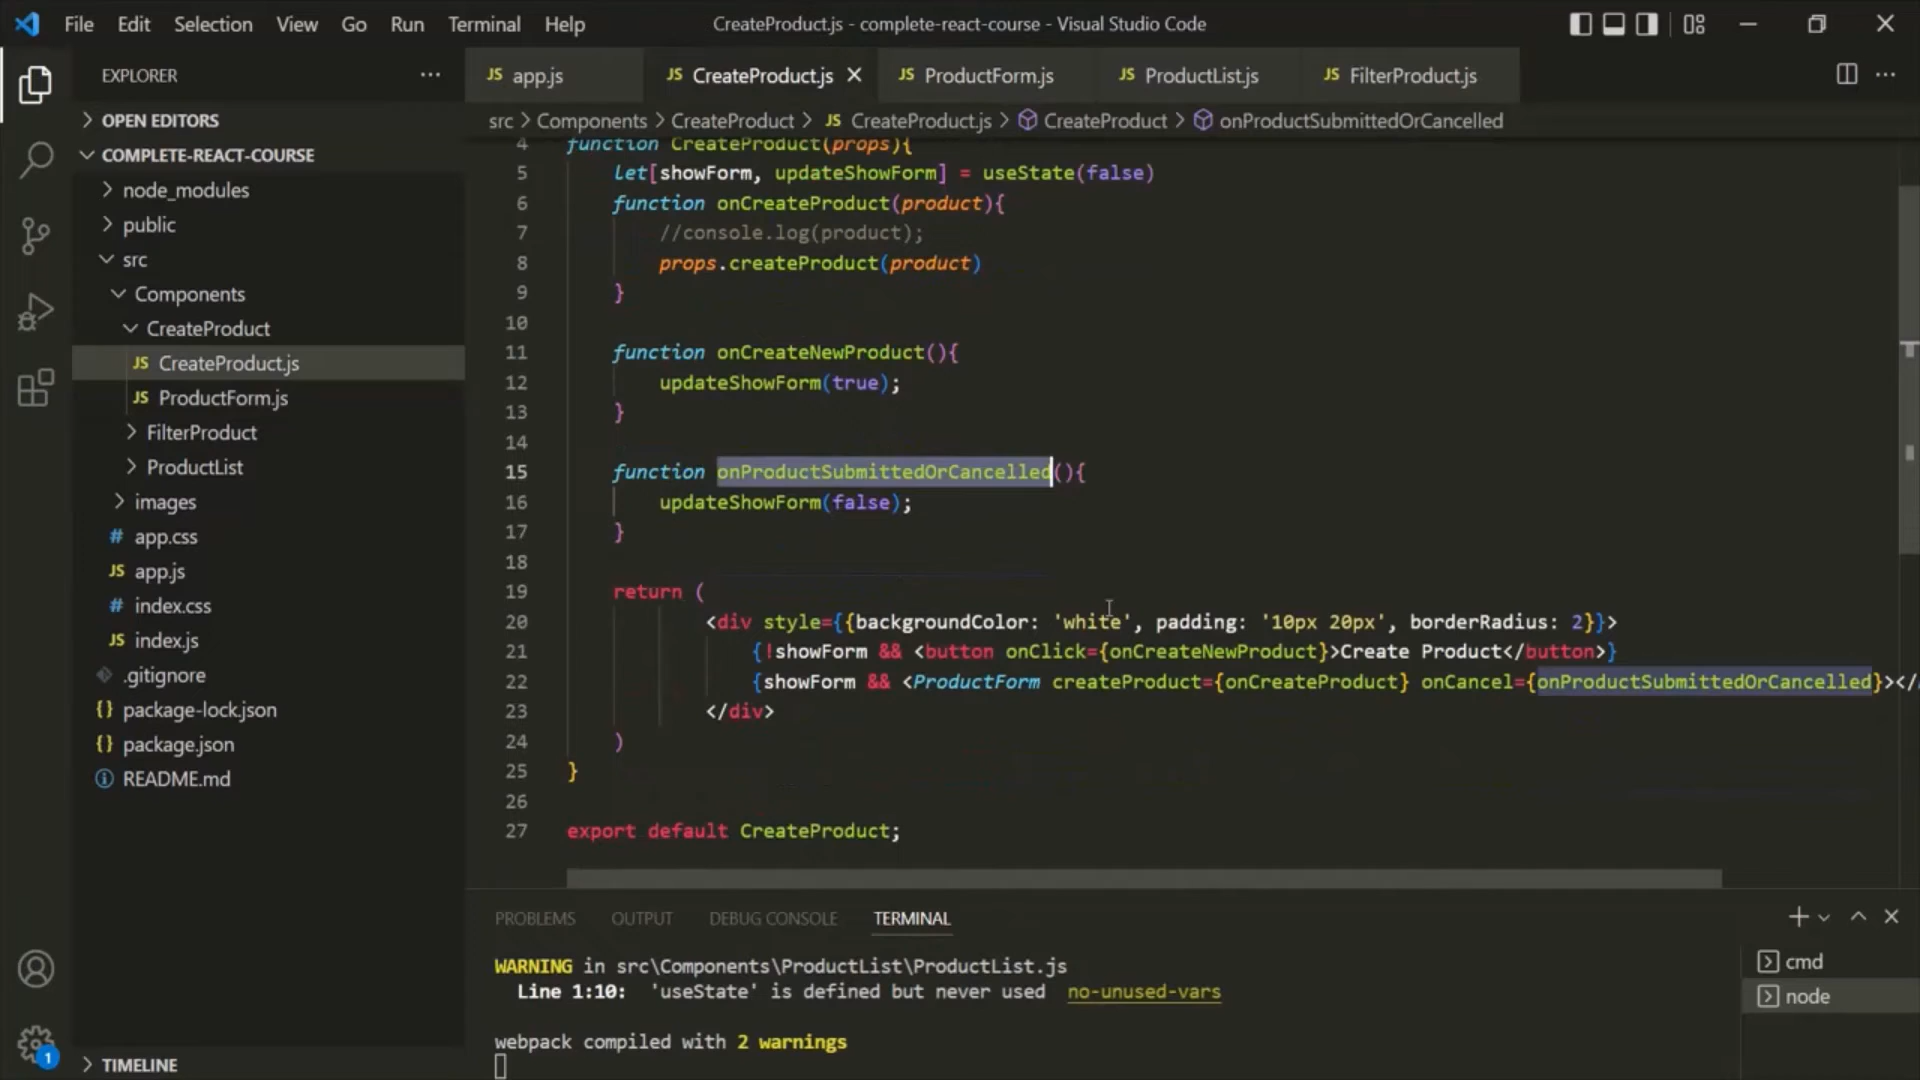 File Edit Selection View Go Run Terminal Help
CreateProduct.js - complete-react-course - Visual Studio Code
EXPLORER
OPEN EDITORS
COMPLETE-REACT-COURSE
node_modules
public
src
Components
CreateProduct
JS CreateProduct.js
JS ProductForm.js
FilterProduct
ProductList
images
# app.css
JS app.js
# index.css
JS index.js
.gitignore
{} package-lock.json
{} package.json
README.md
TIMELINE
1
JS app.js
JS CreateProduct.js
JS ProductForm.js
JS ProductList.js
JS FilterProduct.js
src > Components > CreateProduct > JS CreateProduct.js > CreateProduct > onProductSubmittedOrCancelled
4 function CreateProduct(props){
5 let[showForm, updateShowForm] = useState(false)
6 function onCreateProduct(product){
7 //console.log(product);
8 props.createProduct(product)
9 }
10
11 function onCreateNewProduct(){
12 updateShowForm(true);
13 }
14
15 function onProductSubmittedOrCancelled(){
16 updateShowForm(false);
17 }
18
19 return (
20 <div style={{backgroundColor: 'white', padding: '10px 20px', borderRadius: 2}}>
21 {!showForm && <button onClick={onCreateNewProduct}>Create Product</button>}
22 {showForm && <ProductForm createProduct={onCreateProduct} onCancel={onProductSubmittedOrCancelled}></
23 </div>
24 )
25 }
26
27 export default CreateProduct;
PROBLEMS OUTPUT DEBUG CONSOLE TERMINAL
WARNING in src\Components\ProductList\ProductList.js
Line 1:10: 'useState' is defined but never used no-unused-vars
webpack compiled with 2 warnings
cmd
node